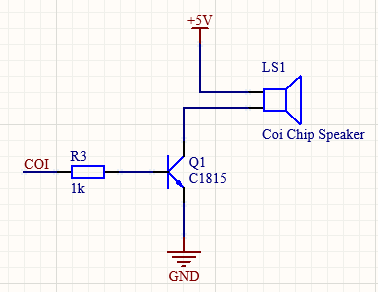 +5V
LS1
Coi Chip Speaker
COI
R3
1k
Q1
C1815
GND